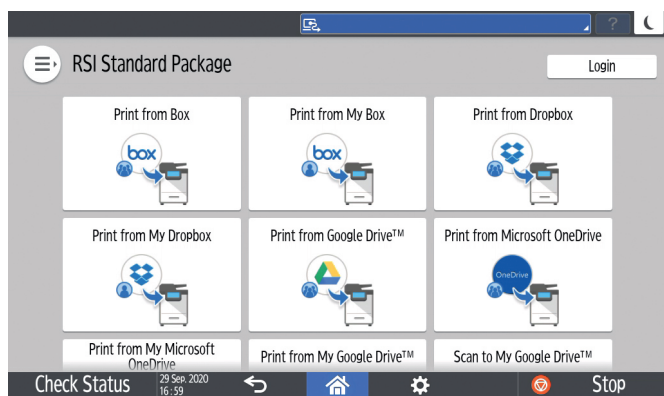 ?
RSI Standard Package
Login
Print from Box
Print from My Box
Print from Dropbox
box
box
Print from My Dropbox
Print from Google Drive™
Print from Microsoft OneDrive
OneDrive
Print from My Microsoft
OneDrive
Print from My Google Drive™
Scan to My Google Drive™
Check Status
29 Sep. 2020
16:59
Stop